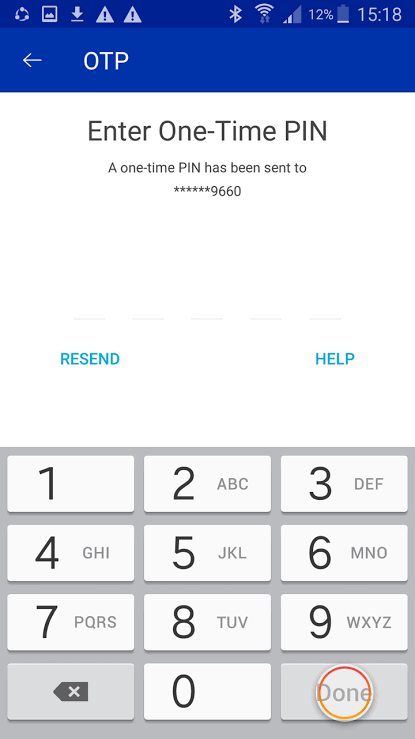 12% 15:18
OTP
Enter One-Time PIN
A one-time PIN has been sent to
******9660
RESEND HELP
1 2 ABC 3 DEF
4 GHI 5 JKL 6 MNO
7 PQRS 8 TUV 9 WXYZ
0 Done